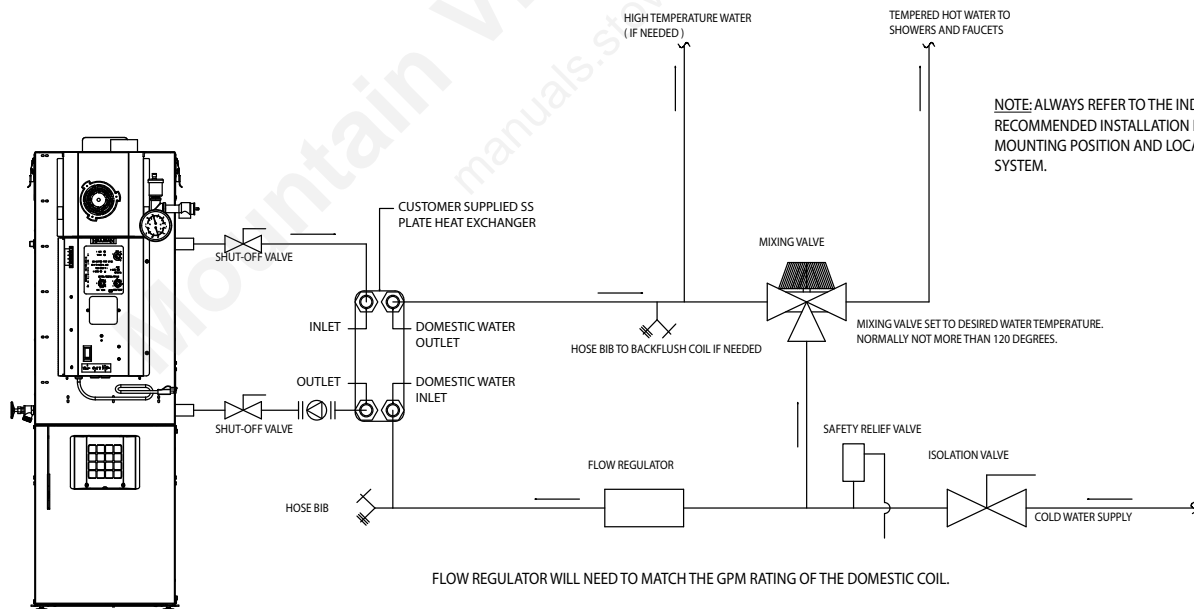 HIGH TEMPERATURE WATER
( IF NEEDED )
TEMPERED HOT WATER TO
SHOWERS AND FAUCETS
NOTE: ALWAYS REFER TO THE
RECOMMENDED INSTALLATION
MOUNTING POSITION AND
SYSTEM.
CUSTOMER SUPPLIED SS
PLATE HEAT EXCHANGER
SHUT-OFF VALVE
MIXING VALVE
INLET
DOMESTIC WATER
OUTLET
HOSE BIB TO BACKFLUSH COIL IF NEEDED
MIXING VALVE SET TO DESIRED WATER TEMPERATURE.
NORMALLY NOT MORE THAN 120 DEGREES.
OUTLET
DOMESTIC WATER
INLET
SHUT-OFF VALVE
SAFETY RELIEF VALVE
ISOLATION VALVE
FLOW REGULATOR
HOSE BIB
COLD WATER SUPPLY
FLOW REGULATOR WILL NEED TO MATCH THE GPM RATING OF THE DOMESTIC COIL.
Mountain
manuals.